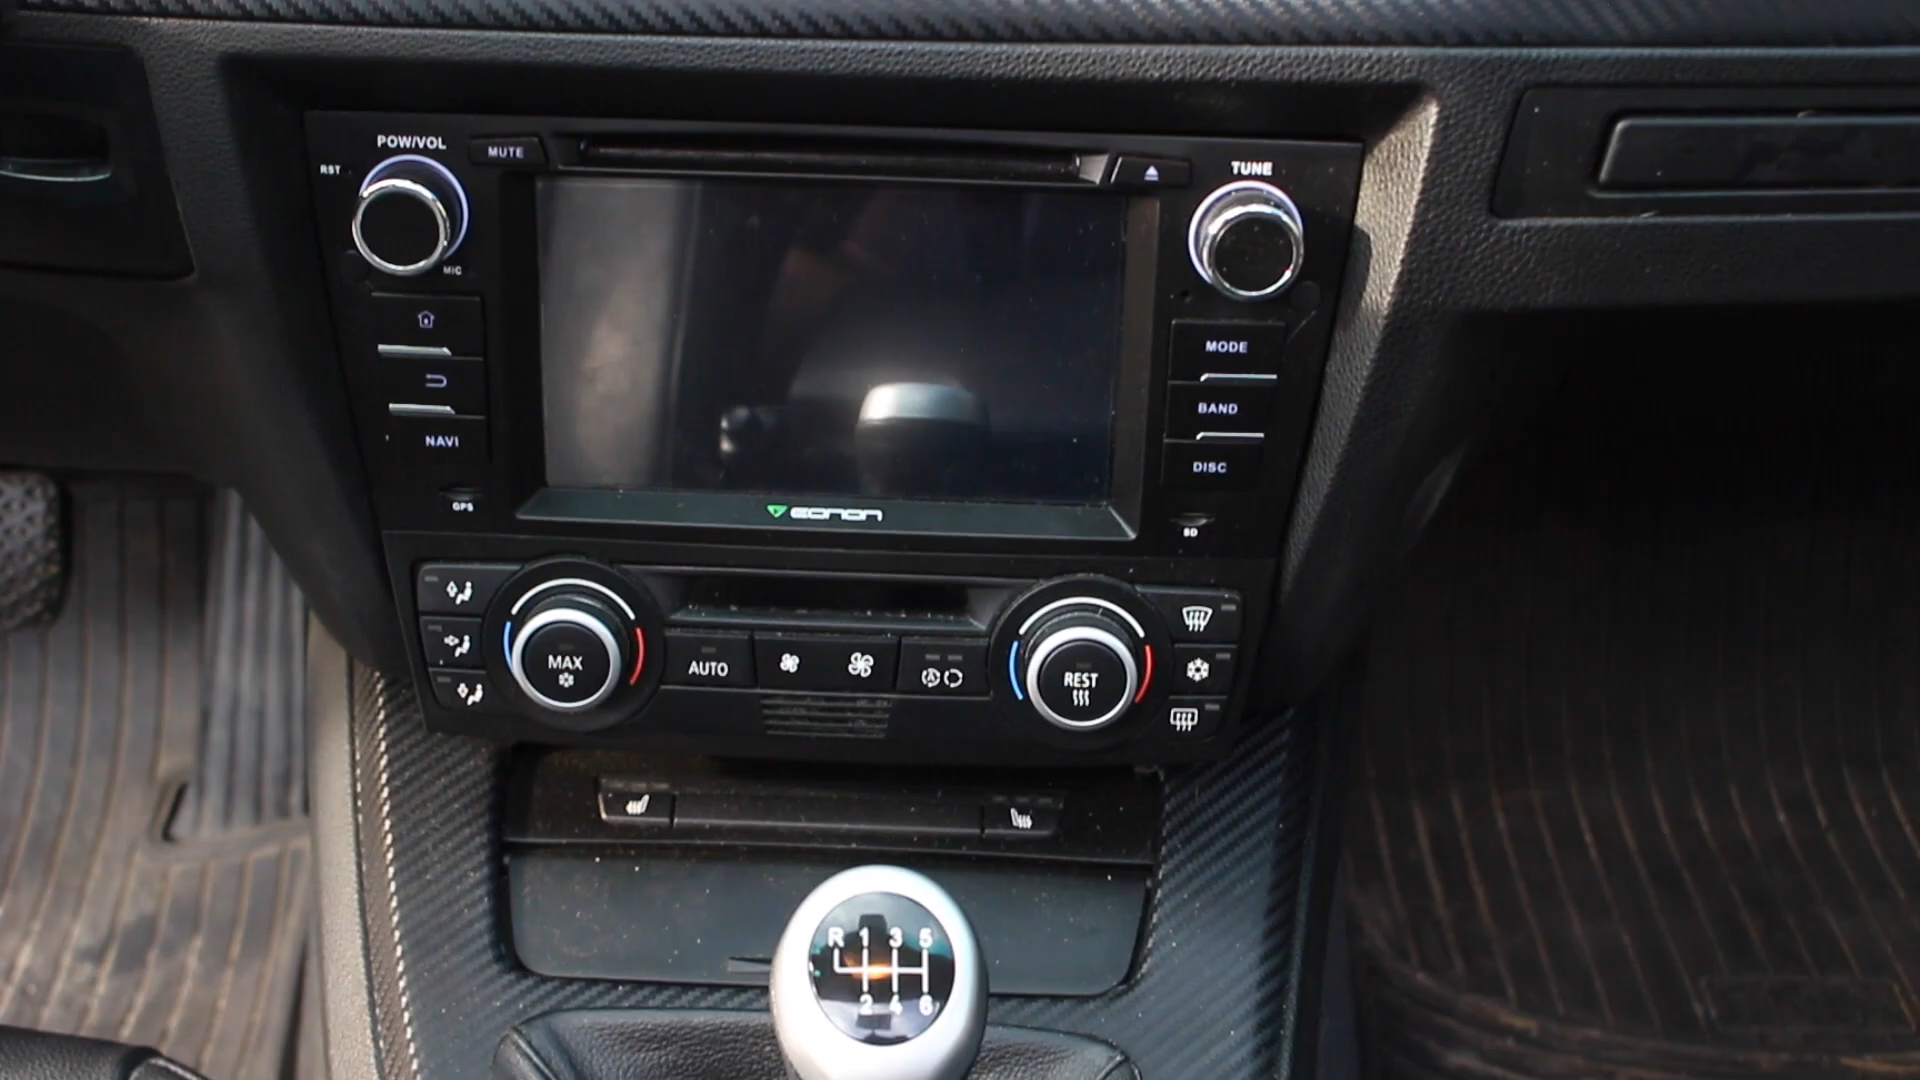 POW/VOL
RST
MUTE
TUNE
MIC
MODE
BAND
NAVI
DISC
GPS
eonon
SD
MAX
AUTO
A
REST
R 1 3 5
2 4 6